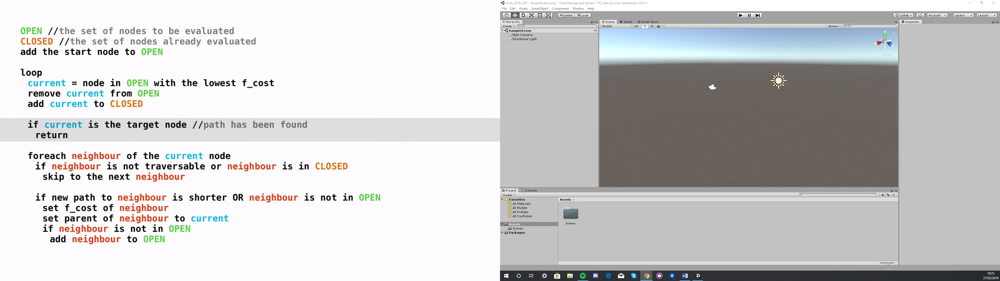 OPEN //the set of nodes to be evaluated
CLOSED //the set of nodes already evaluated
add the start node to OPEN
loop
current = node in OPEN with the lowest f_cost
remove current from OPEN
add current to CLOSED
if current is the target node //path has been found
return
foreach neighbour of the current node
if neighbour is not traversable or neighbour is in CLOSED
skip to the next neighbour
if new path to neighbour is shorter OR neighbour is not in OPEN
set f_cost of neighbour
set parent of neighbour to current
if neighbour is not in OPEN
add neighbour to OPEN
Unity 2018.3.2f1 - SampleScene.unity - Road Managment System - PC, Mac & Linux Standalone <DX11>
File Edit Assets GameObject Component Window Help
Center Local Collab Account Layers Layout
Hierarchy
Create All
SampleScene
Main Camera
Directional Light
Scene Game Asset Store
Shaded 2D Gizmos All
y
x
z
Persp
Inspector
Project Console
Create
Favorites
All Materials
All Models
All Prefabs
All Conflicted
Assets
Scenes
Packages
Assets >
Scenes
19:23
27/02/2019